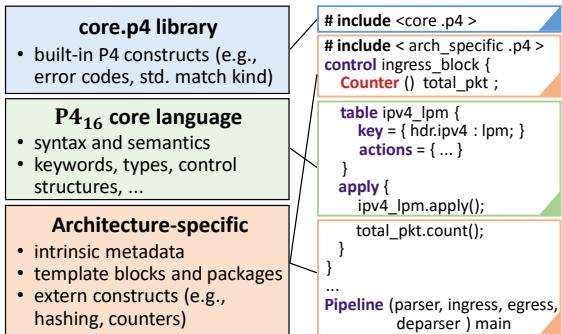 core.p4 library
• built-in P4 constructs (e.g.,
error codes, std. match kind)
P4₁₆ core language
• syntax and semantics
• keywords, types, control
structures, ...
Architecture-specific
• intrinsic metadata
• template blocks and packages
• extern constructs (e.g.,
hashing, counters)
# include <core .p4 >
# include < arch_specific .p4 >
control ingress_block {
Counter () total_pkt ;
table ipv4_lpm {
key = { hdr.ipv4 : lpm; }
actions = { ... }
}
apply {
ipv4_lpm.apply();
total_pkt.count();
}
}
...
Pipeline (parser, ingress, egress,
deparser ) main